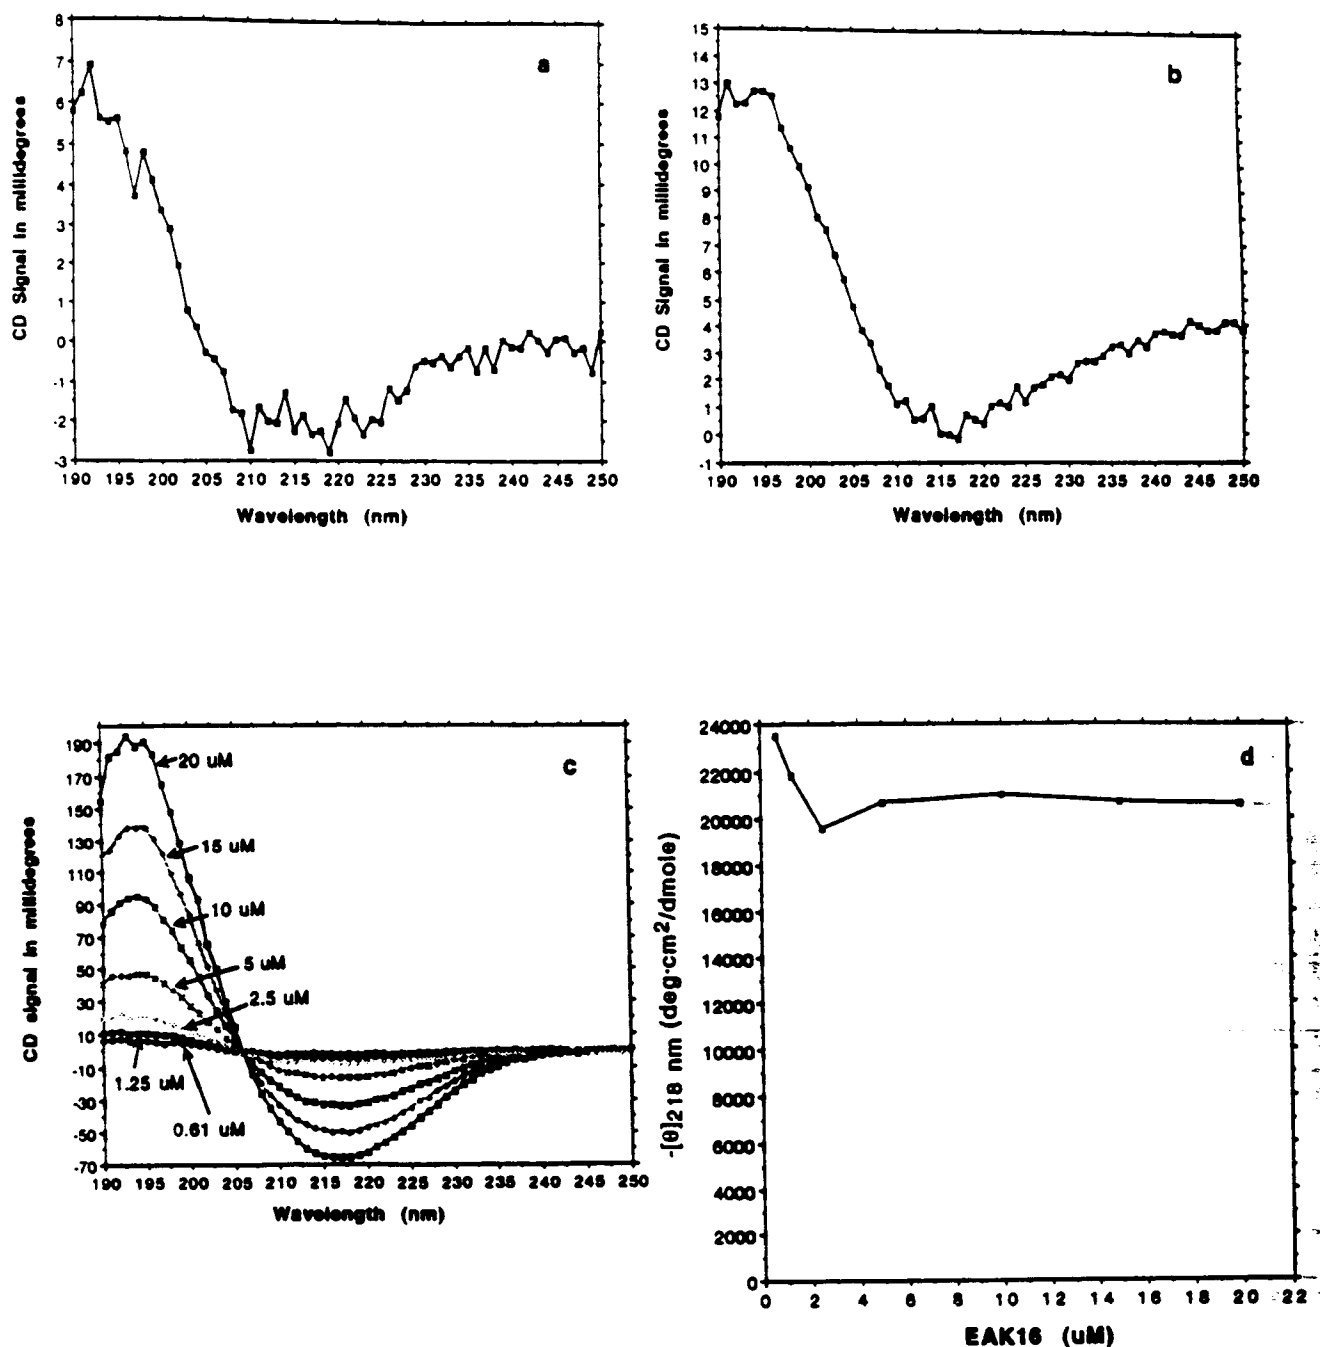 a
CD Signal in millidegrees
8
7
6
5
4
3
2
1
0
-1
-2
-3
190 195 200 205 210 215 220 225 230 235 240 245 250
Wavelength (nm)
b
CD Signal in millidegrees
15
14
13
12
11
10
9
8
7
6
5
4
3
2
1
0
-1
190 195 200 205 210 215 220 225 230 235 240 245 250
Wavelength (nm)
c
CD signal in millidegrees
190
170
150
130
110
90
70
50
30
10
-10
-30
-50
-70
20 uM
15 uM
10 uM
5 uM
2.5 uM
1.25 uM
0.61 uM
190 195 200 205 210 215 220 225 230 235 240 245 250
Wavelength (nm)
d
-[θ]218 nm (deg·cm²/dmole)
24000
22000
20000
18000
16000
14000
12000
10000
8000
6000
4000
2000
0
0 2 4 6 8 10 12 14 16 18 20 22
EAK16 (uM)